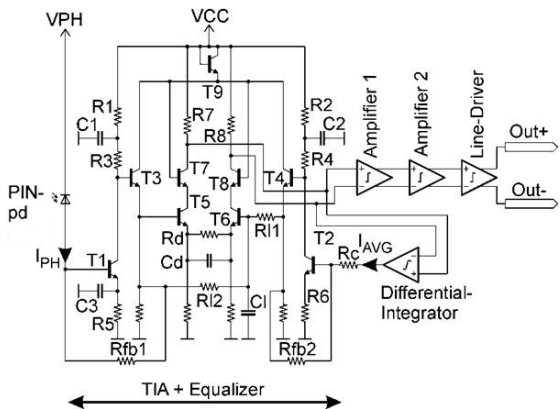 VPH
VCC
T9
R1
R7
R2
C1
R8
C2
R3
T3
T7
T8
T4
R4
Amplifier 1
Amplifier 2
Line-Driver
Out+
Out-
PIN-
pd
T5
T6
Rl1
Rd
T2
IPH
T1
Cd
Rc
IAVG
C3
R5
Rl2
Cl
R6
Differential-
Integrator
Rfb1
Rfb2
TIA + Equalizer